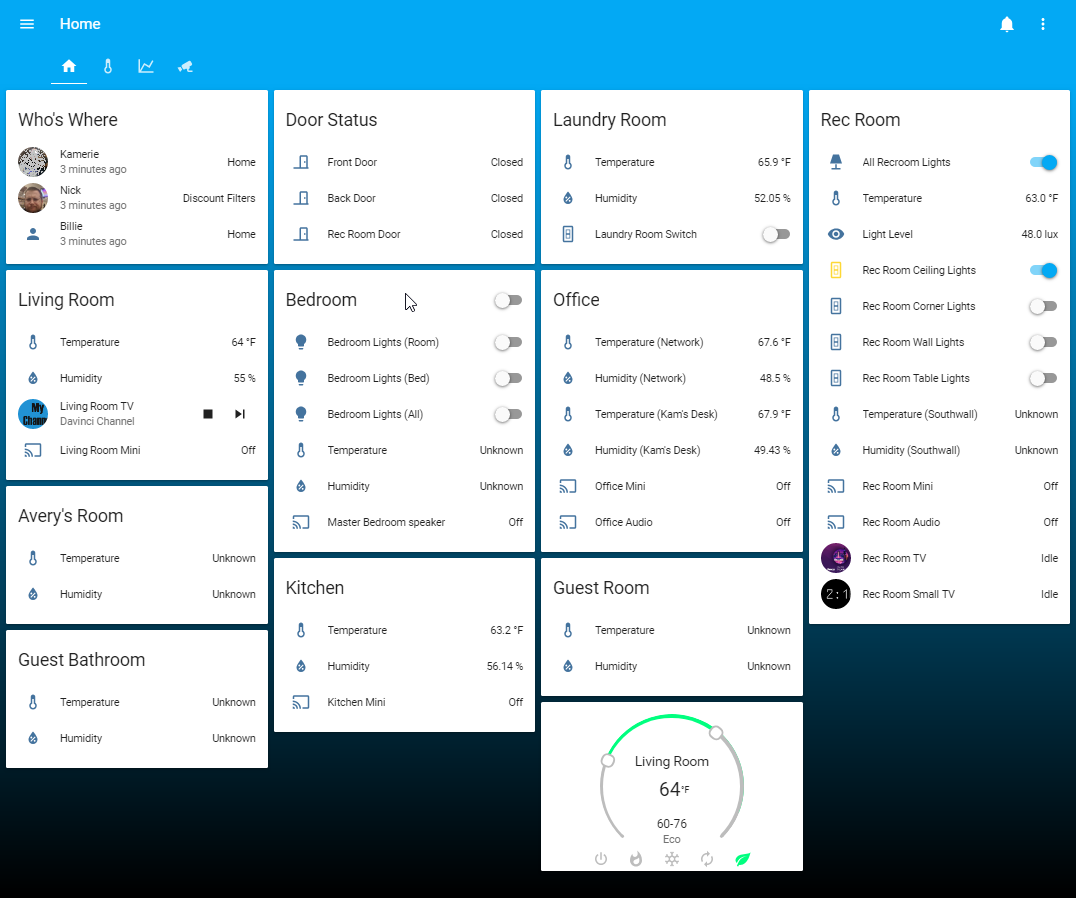 Home
Who's Where
Kamerie
3 minutes ago
Home
Nick
3 minutes ago
Discount Filters
Billie
3 minutes ago
Home
Living Room
Temperature
64 °F
Humidity
55 %
My
Chann
Living Room TV
Davinci Channel
Living Room Mini
Off
Avery's Room
Temperature
Unknown
Humidity
Unknown
Guest Bathroom
Temperature
Unknown
Humidity
Unknown
Door Status
Front Door
Closed
Back Door
Closed
Rec Room Door
Closed
Bedroom
Bedroom Lights (Room)
Bedroom Lights (Bed)
Bedroom Lights (All)
Temperature
Unknown
Humidity
Unknown
Master Bedroom speaker
Off
Kitchen
Temperature
63.2 °F
Humidity
56.14 %
Kitchen Mini
Off
Laundry Room
Temperature
65.9 °F
Humidity
52.05 %
Laundry Room Switch
Office
Temperature (Network)
67.6 °F
Humidity (Network)
48.5 %
Temperature (Kam's Desk)
67.9 °F
Humidity (Kam's Desk)
49.43 %
Office Mini
Off
Office Audio
Off
Guest Room
Temperature
Unknown
Humidity
Unknown
Living Room
64 °F
60-76
Eco
Rec Room
All Recroom Lights
Temperature
63.0 °F
Light Level
48.0 lux
Rec Room Ceiling Lights
Rec Room Corner Lights
Rec Room Wall Lights
Rec Room Table Lights
Temperature (Southwall)
Unknown
Humidity (Southwall)
Unknown
Rec Room Mini
Off
Rec Room Audio
Off
Rec Room TV
Idle
2:1
Rec Room Small TV
Idle